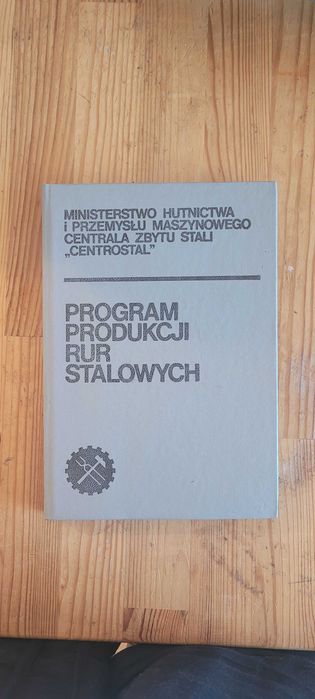 MINISTERSTWO HUTNICTWA
i PRZEMYSŁU MASZYNOWEGO
CENTRALA ZBYTU STALI
„CENTROSTAL”
PROGRAM
PRODUKCJI
RUR
STALOWYCH